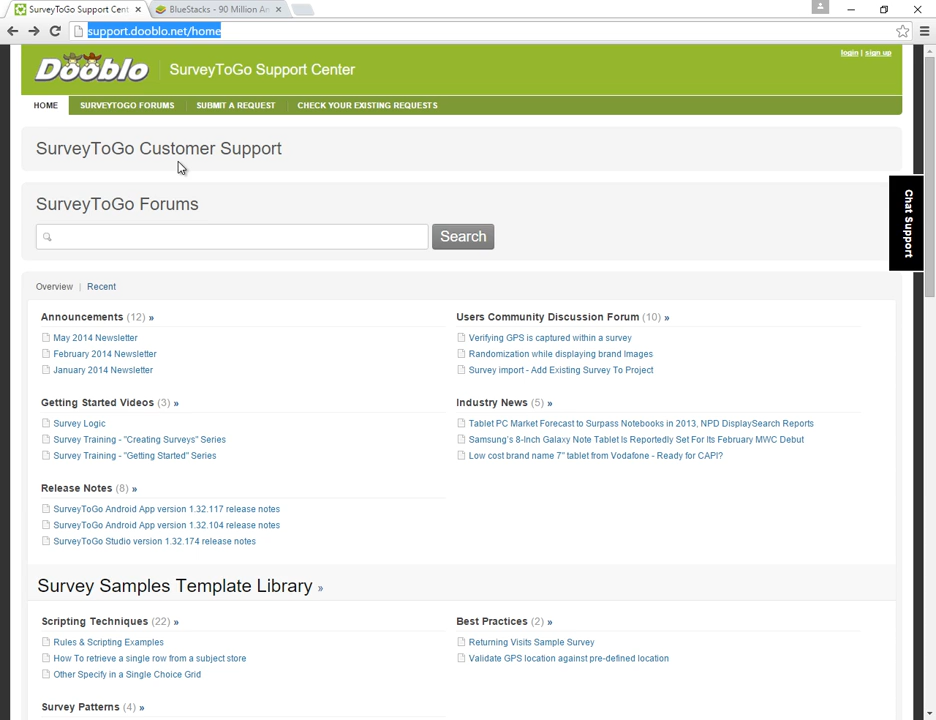 SurveyToGo Support Cent
BlueStacks - 90 Million An
support.dooblo.net/home
login | sign up
Dooblo
SurveyToGo Support Center
HOME SURVEYTOGO FORUMS SUBMIT A REQUEST CHECK YOUR EXISTING REQUESTS
SurveyToGo Customer Support
Chat Support
SurveyToGo Forums
Search
Overview | Recent
Announcements (12) »
May 2014 Newsletter
February 2014 Newsletter
January 2014 Newsletter
Users Community Discussion Forum (10) »
Verifying GPS is captured within a survey
Randomization while displaying brand Images
Survey import - Add Existing Survey To Project
Getting Started Videos (3) »
Survey Logic
Survey Training - "Creating Surveys" Series
Survey Training - "Getting Started" Series
Industry News (5) »
Tablet PC Market Forecast to Surpass Notebooks in 2013, NPD DisplaySearch Reports
Samsung's 8-Inch Galaxy Note Tablet Is Reportedly Set For Its February MWC Debut
Low cost brand name 7" tablet from Vodafone - Ready for CAPI?
Release Notes (8) »
SurveyToGo Android App version 1.32.117 release notes
SurveyToGo Android App version 1.32.104 release notes
SurveyToGo Studio version 1.32.174 release notes
Survey Samples Template Library »
Scripting Techniques (22) »
Rules & Scripting Examples
How To retrieve a single row from a subject store
Other Specify in a Single Choice Grid
Best Practices (2) »
Returning Visits Sample Survey
Validate GPS location against pre-defined location
Survey Patterns (4) »